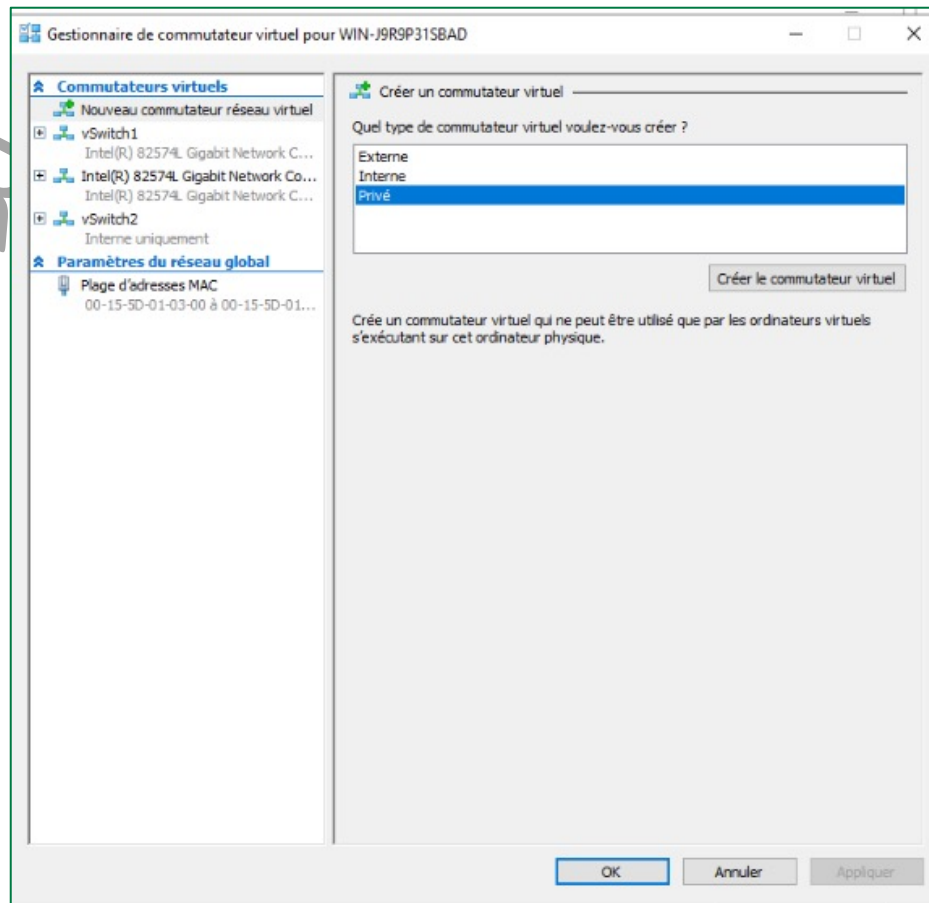 Gestionnaire de commutateur virtuel pour WIN-J9R9P31SBAD
Commutateurs virtuels
Nouveau commutateur réseau virtuel
vSwitch1
Intel(R) 82574L Gigabit Network C...
Intel(R) 82574L Gigabit Network Co...
Intel(R) 82574L Gigabit Network C...
vSwitch2
Interne uniquement
Paramètres du réseau global
Plage d'adresses MAC
00-15-5D-01-03-00 à 00-15-5D-01...
Créer un commutateur virtuel
Quel type de commutateur virtuel voulez-vous créer ?
Externe
Interne
Privé
Créer le commutateur virtuel
Crée un commutateur virtuel qui ne peut être utilisé que par les ordinateurs virtuels
s'exécutant sur cet ordinateur physique.
OK Annuler Appliquer